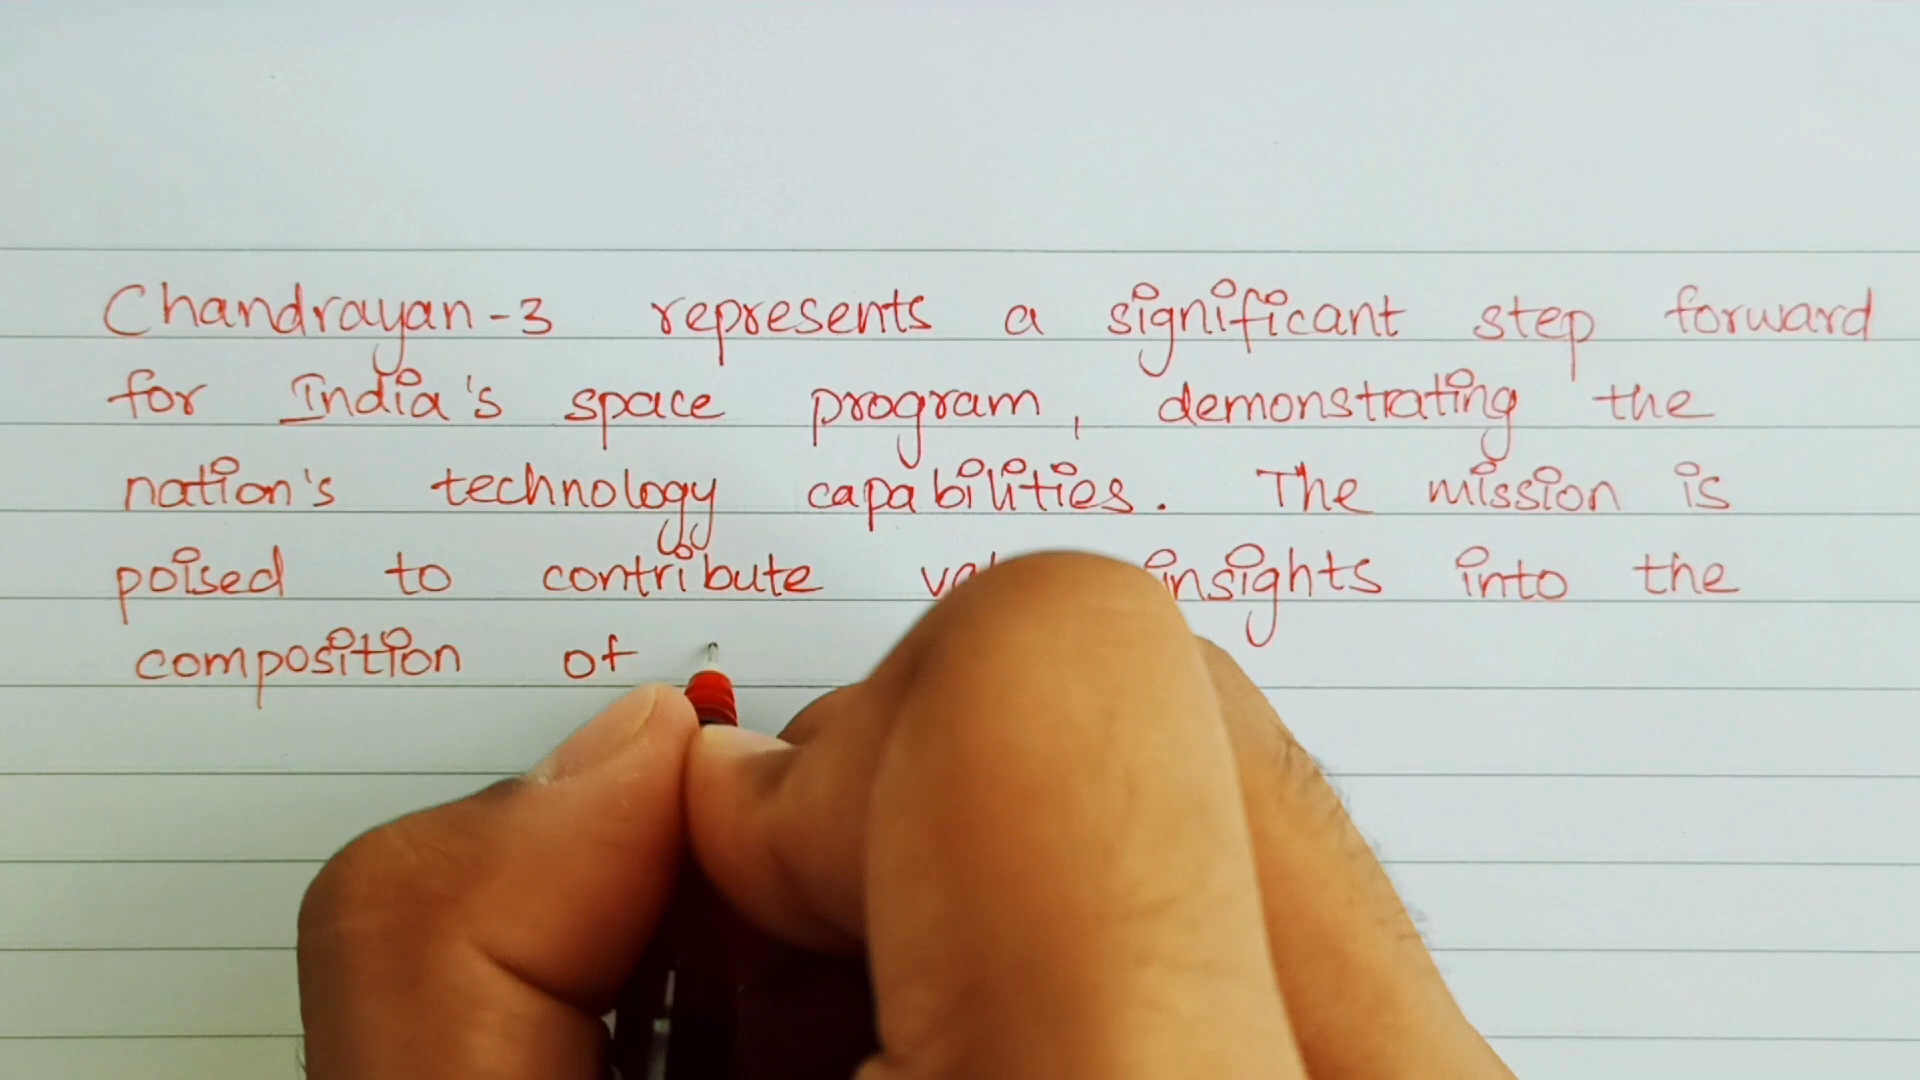 Chandrayan-3 represents a significant step forward
for India's space program, demonstrating the
nation's technology capabilities. The mission is
poised to contribute insights into the
composition of